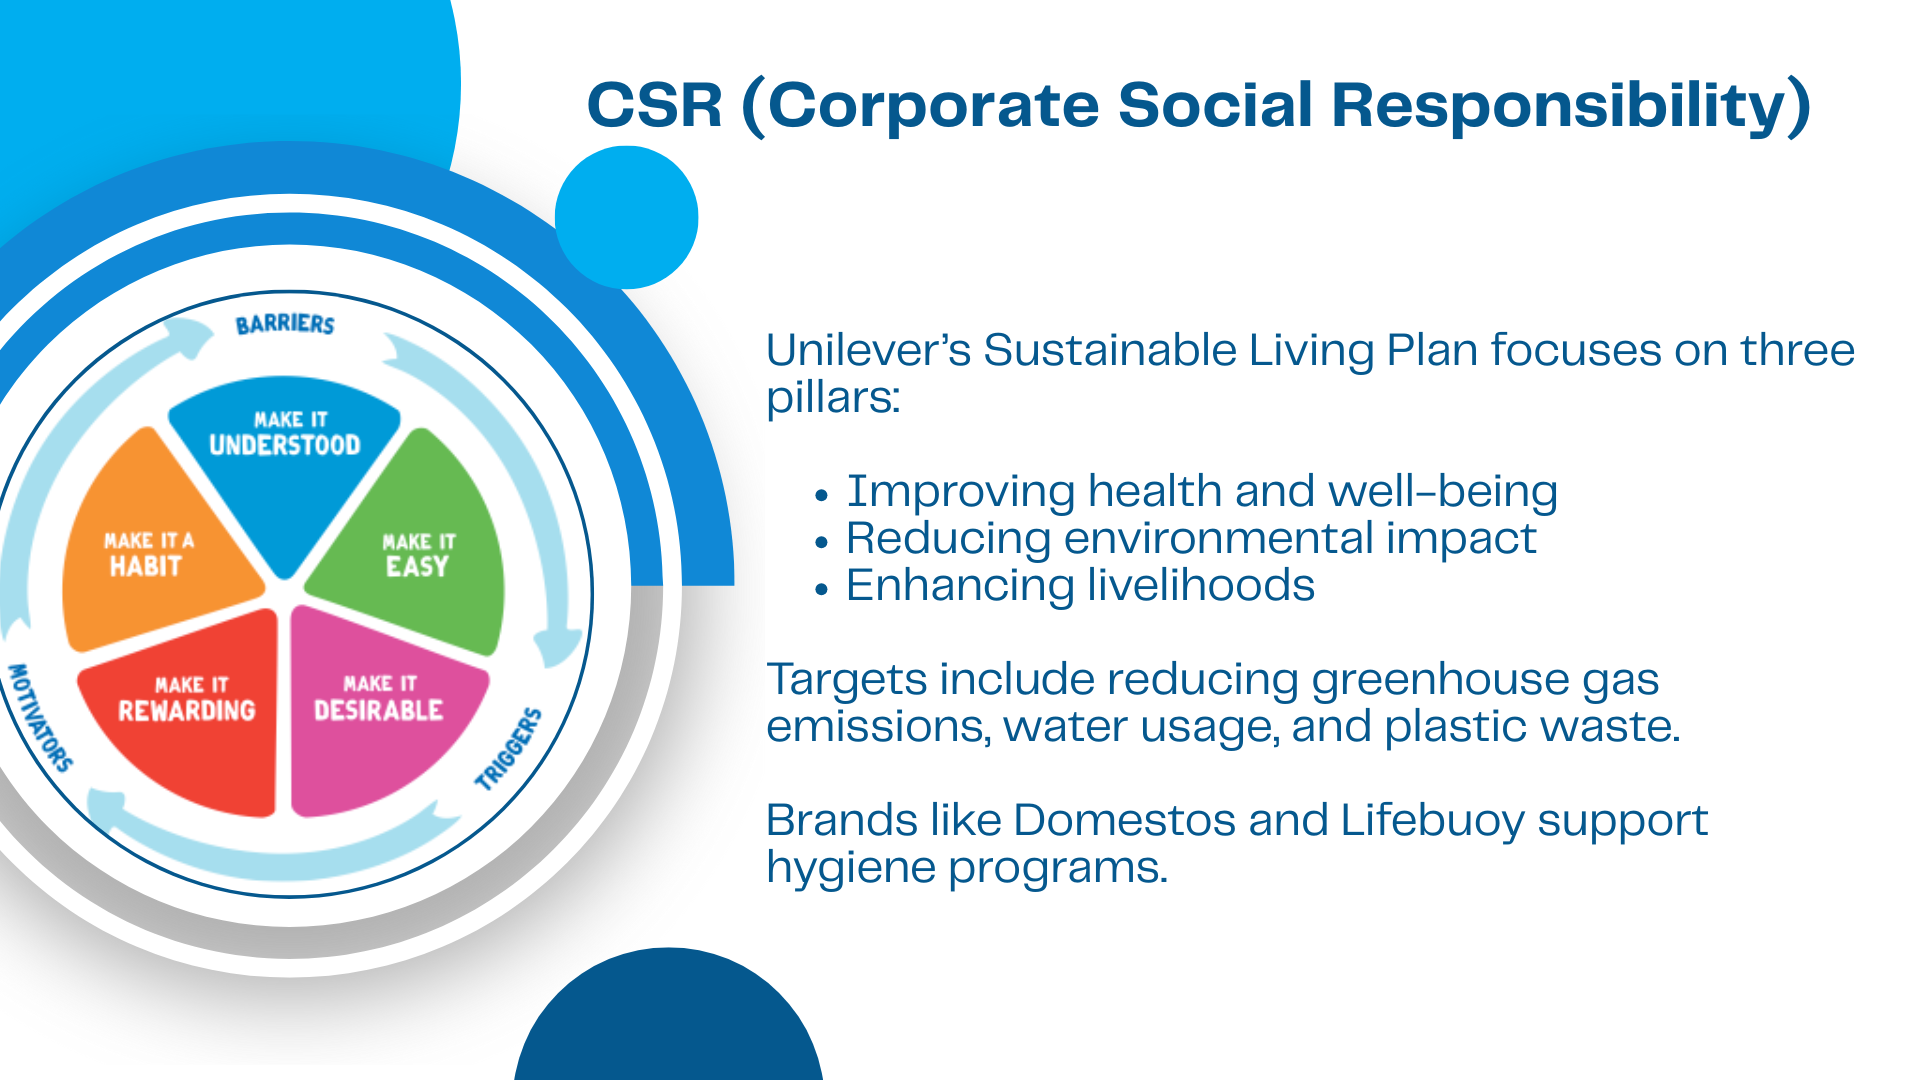 CSR (Corporate Social Responsibility)
BARRIERS
MAKE IT
UNDERSTOOD
MAKE IT A
HABIT
MAKE IT
EASY
MAKE IT
REWARDING
MAKE IT
DESIRABLE
MOTIVATORS
TRIGGERS
Unilever’s Sustainable Living Plan focuses on three
pillars:
• Improving health and well-being
• Reducing environmental impact
• Enhancing livelihoods
Targets include reducing greenhouse gas
emissions, water usage, and plastic waste.
Brands like Domestos and Lifebuoy support
hygiene programs.